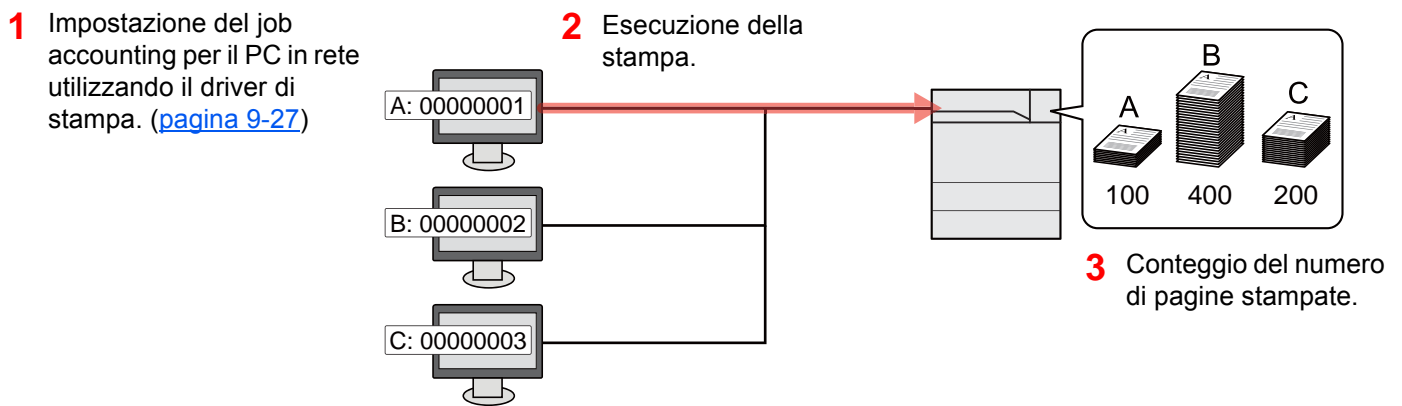 1 Impostazione del job
accounting per il PC in rete
utilizzando il driver di
stampa. (pagina 9-27)
2 Esecuzione della
stampa.
A: 00000001
B: 00000002
C: 00000003
A
B
C
A
A
A
100
400
200
3 Conteggio del numero
di pagine stampate.